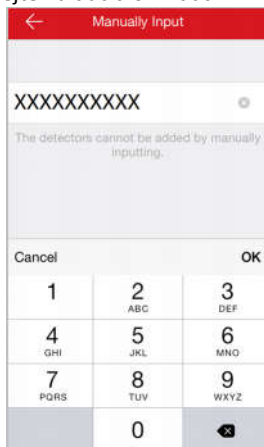 Manually Input
XXXXXXXXXX
The detectors cannot be added by manually
inputting.
Cancel OK
1 2 3
ABC DEF
4 5 6
GHI JKL MNO
7 8 9
PQRS TUV WXYZ
0